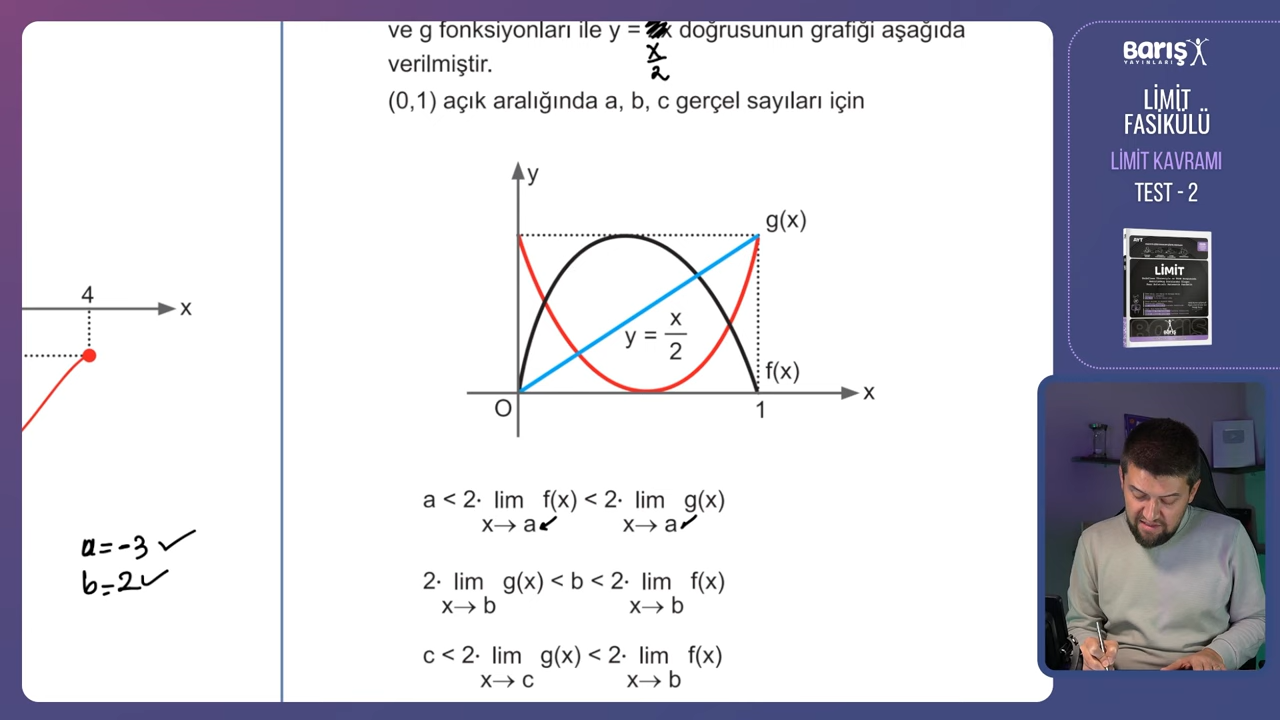 ve g fonksiyonları ile y = x doğrusunun grafiği aşağıda
x
2
verilmiştir.
(0,1) açık aralığında a, b, c gerçel sayıları için
y
g(x)
y = x/2
f(x)
O
1
x
4
x
a < 2· lim f(x) < 2· lim g(x)
x→ a x→ a
2· lim g(x) < b < 2· lim f(x)
x→ b x→ b
c < 2· lim g(x) < 2· lim f(x)
x→ c x→ b
a=-3 ✓
b=2 ✓
BARIŞ
YAYINLARI
LİMİT
FASİKÜLÜ
LİMİT KAVRAMI
TEST - 2
AYT
LİMİT